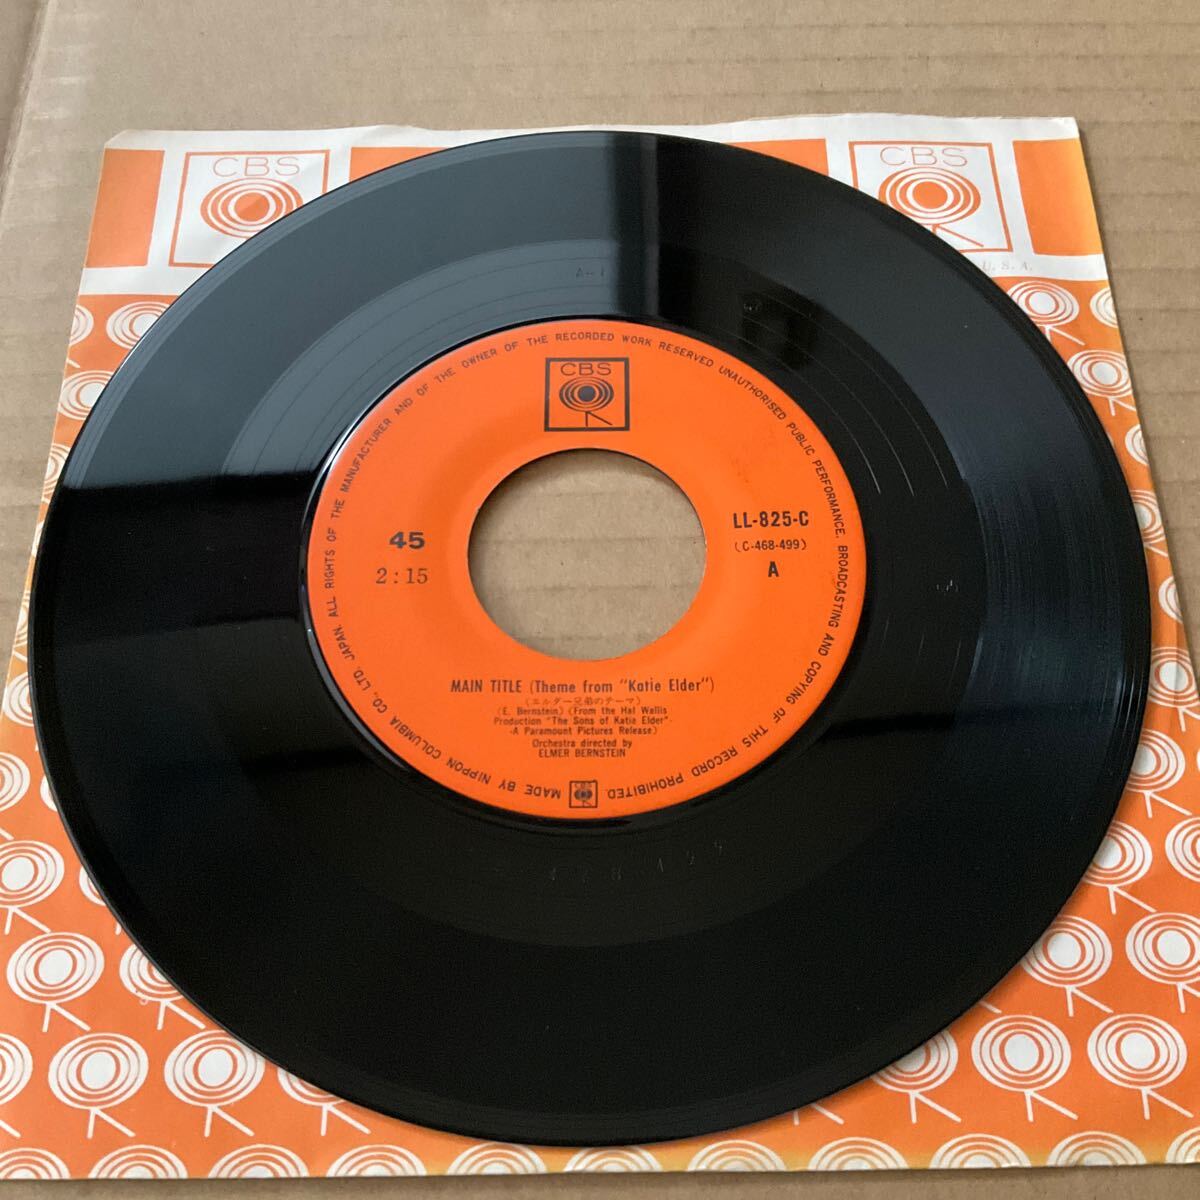 CBS
CBS
U.S.A.
A-1
CBS
MADE BY NIPPON COLUMBIA CO., LTD. JAPAN. ALL RIGHTS OF THE MANUFACTURER AND OF THE OWNER OF THE RECORDED WORK RESERVED UNAUTHORISED PUBLIC PERFORMANCE, BROADCASTING AND COPYING OF THIS RECORD PROHIBITED.
45
2:15
LL-825-C
(C-468-499)
A
MAIN TITLE (Theme from "Katie Elder")
(エルダー兄弟のテーマ)
(E. Bernstein) (From the Hal Wallis
Production "The Sons of Katie Elder"-
-A Paramount Pictures Release)
Orchestra directed by
ELMER BERNSTEIN
CBS